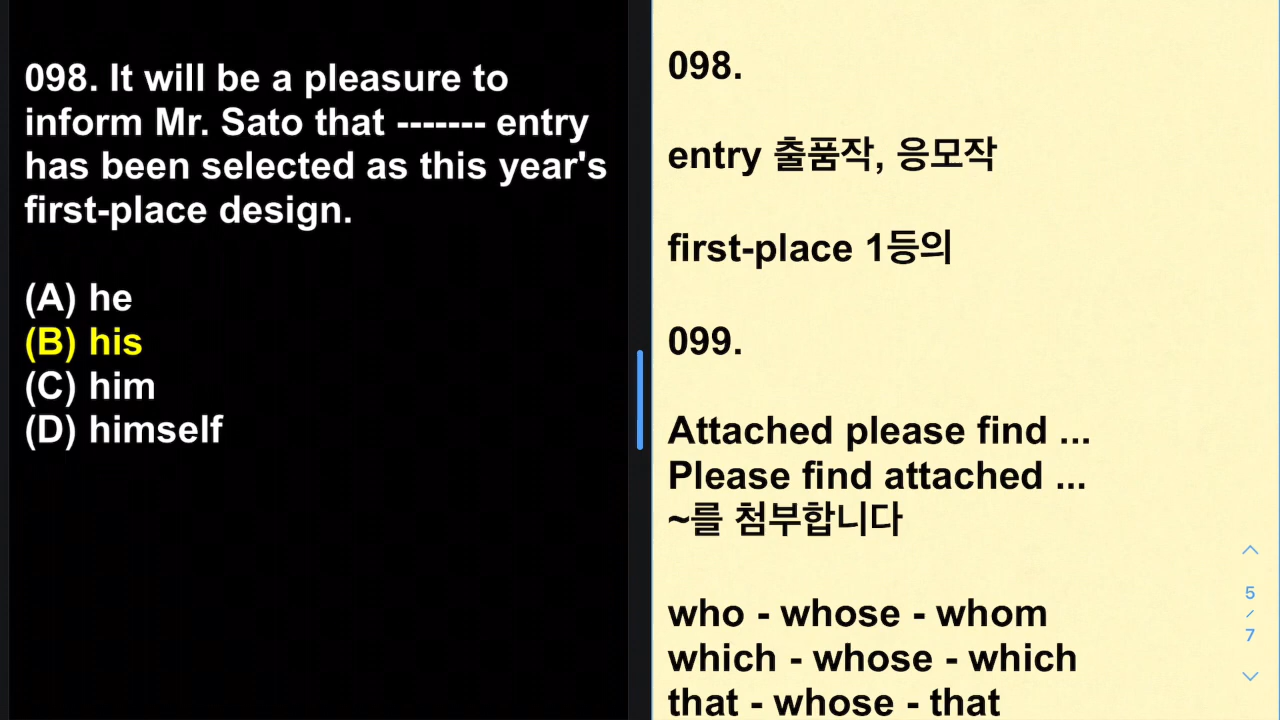 098. It will be a pleasure to
inform Mr. Sato that ------- entry
has been selected as this year's
first-place design.
(A) he
(B) his
(C) him
(D) himself
098.
entry 출품작, 응모작
first-place 1등의
099.
Attached please find ...
Please find attached ...
~를 첨부합니다
who - whose - whom
which - whose - which
that - whose - that
5
/
7